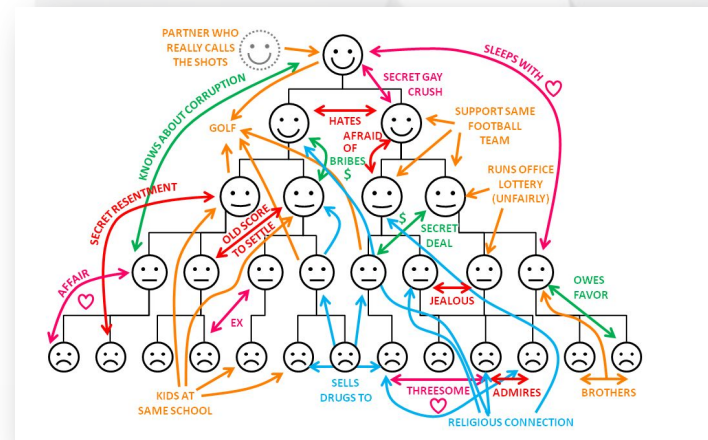 PARTNER WHO
REALLY CALLS
THE SHOTS
SLEEPS WITH
SECRET GAY
CRUSH
KNOWS ABOUT CORRUPTION
GOLF
HATES
AFRAID
OF
BRIBES
$
SUPPORT SAME
FOOTBALL
TEAM
RUNS OFFICE
LOTTERY
(UNFAIRLY)
SECRET RESENTMENT
OLD SCORE
TO SETTLE
$
SECRET
DEAL
AFFAIR
JEALOUS
OWES
FAVOR
EX
KIDS AT
SAME SCHOOL
SELLS
DRUGS TO
THREESOME
ADMIRES
BROTHERS
RELIGIOUS CONNECTION